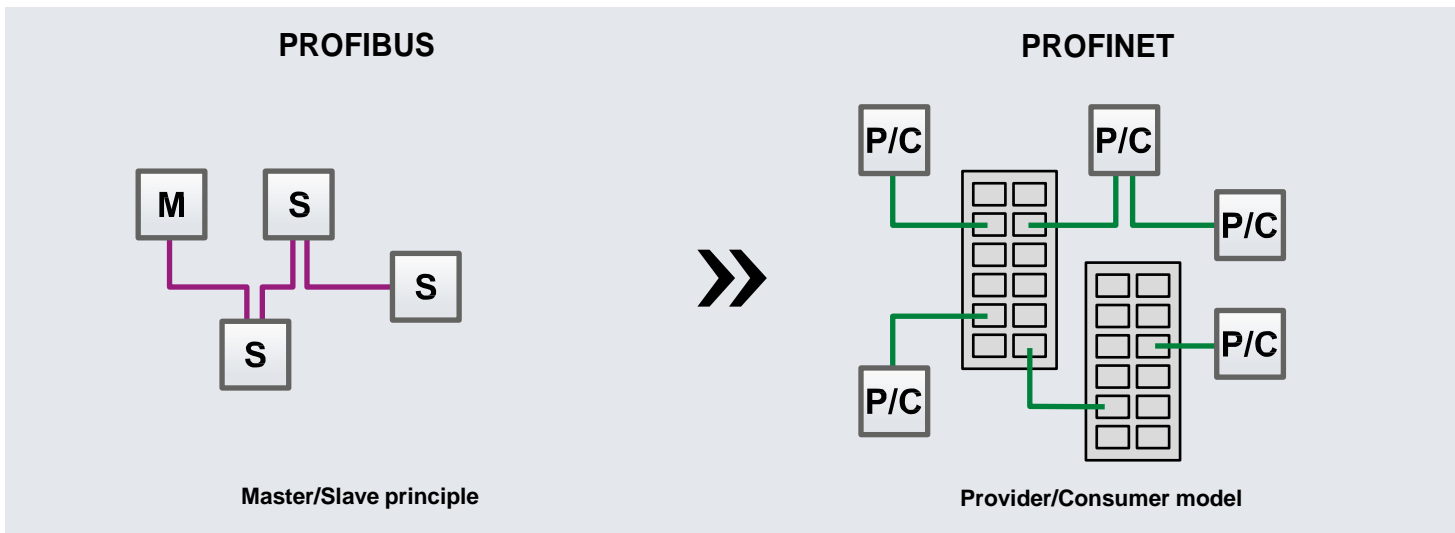 PROFIBUS
M
S
S
S
Master/Slave principle
PROFINET
P/C
P/C
P/C
P/C
P/C
Provider/Consumer model